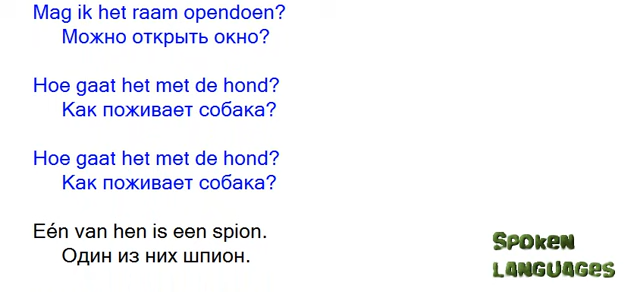 Mag ik het raam opendoen?
Можно открыть окно?
Hoe gaat het met de hond?
Как поживает собака?
Hoe gaat het met de hond?
Как поживает собака?
Eén van hen is een spion.
Один из них шпион.
Spoken
Languages